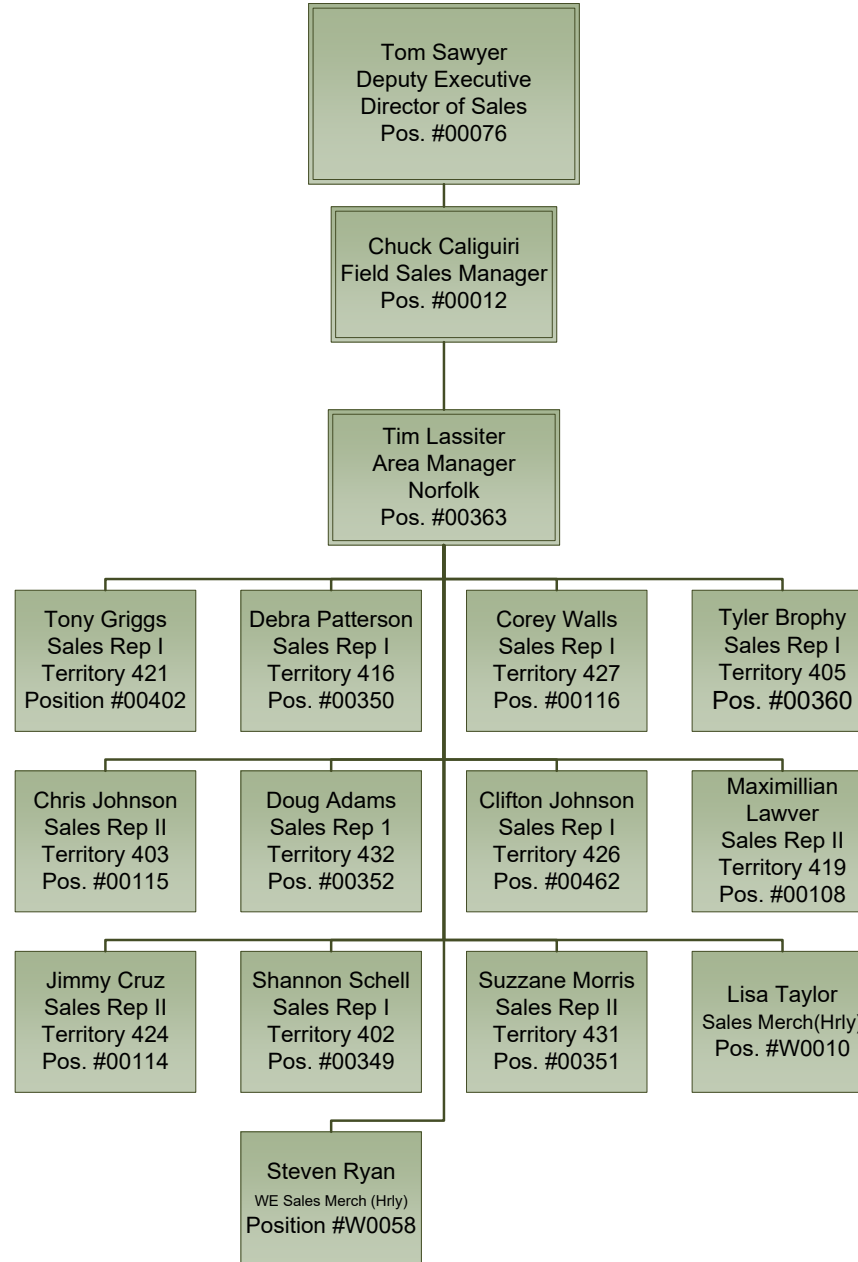 Tom Sawyer
Deputy Executive
Director of Sales
Pos. #00076
Chuck Caliguiri
Field Sales Manager
Pos. #00012
Tim Lassiter
Area Manager
Norfolk
Pos. #00363
Tony Griggs
Sales Rep I
Territory 421
Position #00402
Debra Patterson
Sales Rep I
Territory 416
Pos. #00350
Corey Walls
Sales Rep I
Territory 427
Pos. #00116
Tyler Brophy
Sales Rep I
Territory 405
Pos. #00360
Chris Johnson
Sales Rep II
Territory 403
Pos. #00115
Doug Adams
Sales Rep 1
Territory 432
Pos. #00352
Clifton Johnson
Sales Rep I
Territory 426
Pos. #00462
Maximillian
Lawver
Sales Rep II
Territory 419
Pos. #00108
Jimmy Cruz
Sales Rep II
Territory 424
Pos. #00114
Shannon Schell
Sales Rep I
Territory 402
Pos. #00349
Suzzane Morris
Sales Rep II
Territory 431
Pos. #00351
Lisa Taylor
Sales Merch(Hrly)
Pos. #W0010
Steven Ryan
WE Sales Merch (Hrly)
Position #W0058